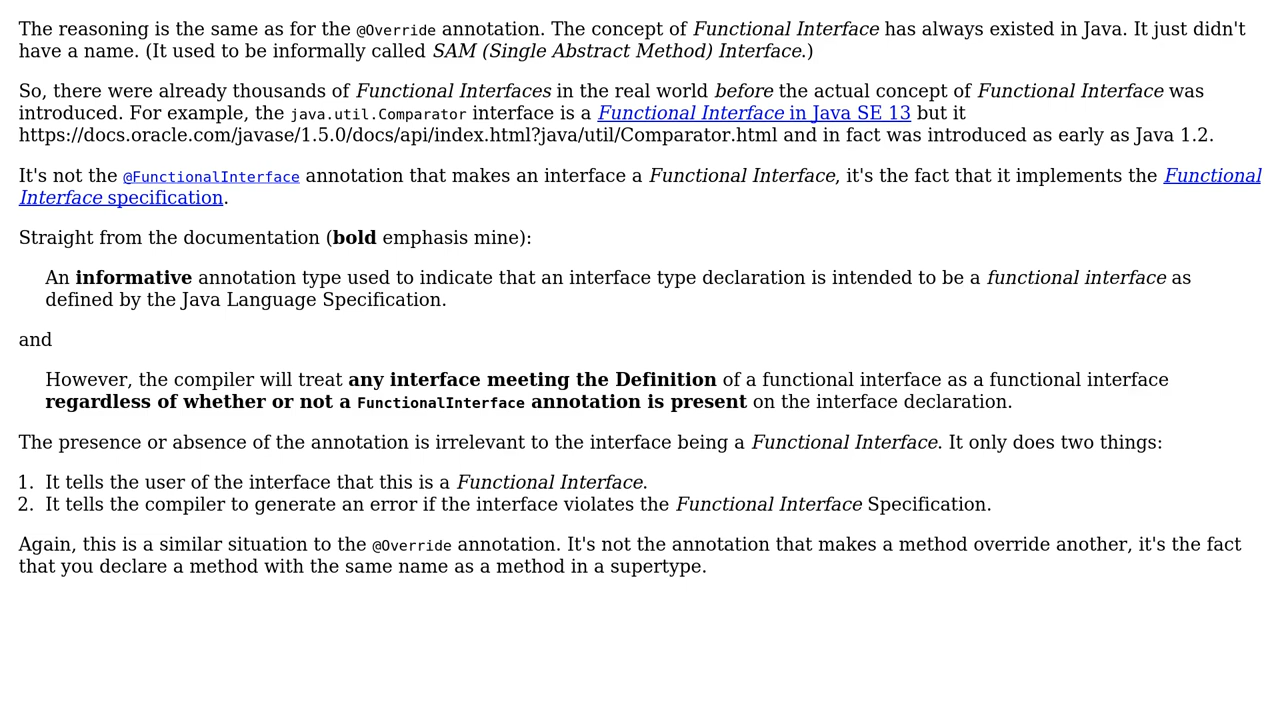 The reasoning is the same as for the @Override annotation. The concept of Functional Interface has always existed in Java. It just didn't
have a name. (It used to be informally called SAM (Single Abstract Method) Interface.)
So, there were already thousands of Functional Interfaces in the real world before the actual concept of Functional Interface was
introduced. For example, the java.util.Comparator interface is a Functional Interface in Java SE 13 but it
https://docs.oracle.com/javase/1.5.0/docs/api/index.html?java/util/Comparator.html and in fact was introduced as early as Java 1.2.
It's not the @FunctionalInterface annotation that makes an interface a Functional Interface, it's the fact that it implements the Functional
Interface specification.
Straight from the documentation (bold emphasis mine):
An informative annotation type used to indicate that an interface type declaration is intended to be a functional interface as
defined by the Java Language Specification.
and
However, the compiler will treat any interface meeting the Definition of a functional interface as a functional interface
regardless of whether or not a FunctionalInterface annotation is present on the interface declaration.
The presence or absence of the annotation is irrelevant to the interface being a Functional Interface. It only does two things:
1. It tells the user of the interface that this is a Functional Interface.
2. It tells the compiler to generate an error if the interface violates the Functional Interface Specification.
Again, this is a similar situation to the @Override annotation. It's not the annotation that makes a method override another, it's the fact
that you declare a method with the same name as a method in a supertype.